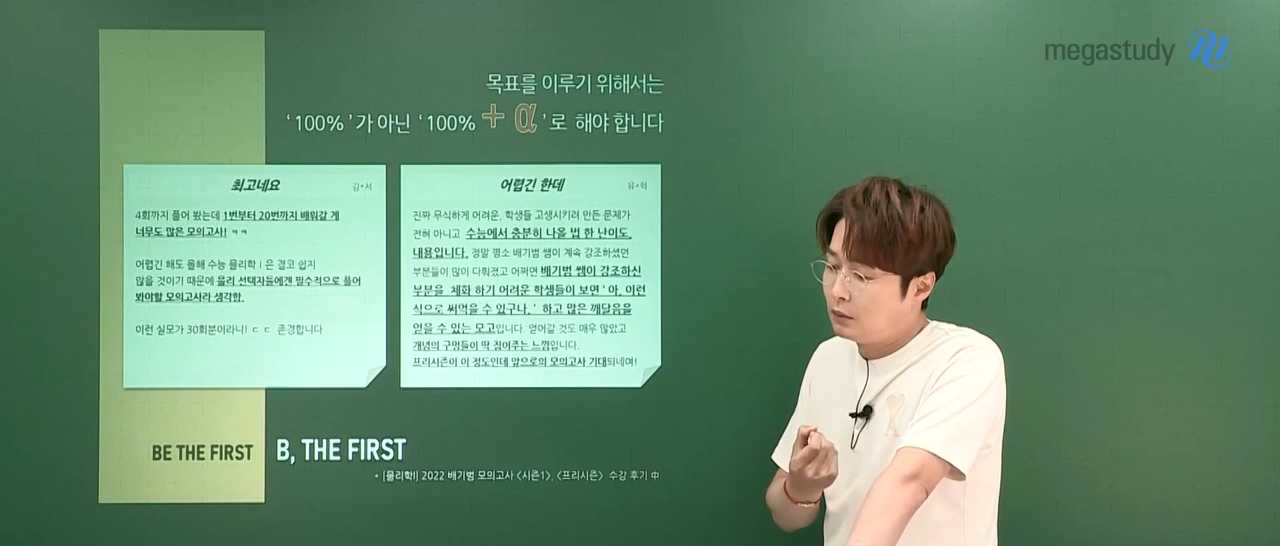 megastudy
목표를 이루기 위해서는
‘100%’가 아닌 ‘100% + α’로 해야 합니다
최고네요
김*서
4회까지 풀어 봤는데 1번부터 20번까지 배워갈 게
너무도 많은 모의고사! ㅋㅋ
어렵긴 해도 올해 수능 물리학Ⅰ은 결코 쉽지
않을 것이기 때문에 물리 선택자들에겐 필수적으로 풀어
봐야할 모의고사라 생각함.
이런 실모가 30회분이라니! ㄷㄷ 존경합니다
어렵긴 한데
유*혁
진짜 무식하게 어려운, 학생들 고생시키려 만든 문제가
전혀 아니고 수능에서 충분히 나올 법 한 난이도,
내용입니다. 정말 평소 배기범 쌤이 계속 강조하셨던
부분들이 많이 다뤄졌고 어쩌면 배기범 쌤이 강조하신
부분을 체화 하기 어려운 학생들이 보면 ‘아, 이런
식으로 써먹을 수 있구나.’ 하고 많은 깨달음을
얻을 수 있는 모고입니다. 얻어갈 것도 매우 많았고
개념의 구멍들이 딱 집어주는 느낌입니다.
프리시즌이 이 정도인데 앞으로의 모의고사 기대되네여!
BE THE FIRST B, THE FIRST
* [물리학Ⅰ] 2022 배기범 모의고사 <시즌1>, <프리시즌> 수강 후기 中